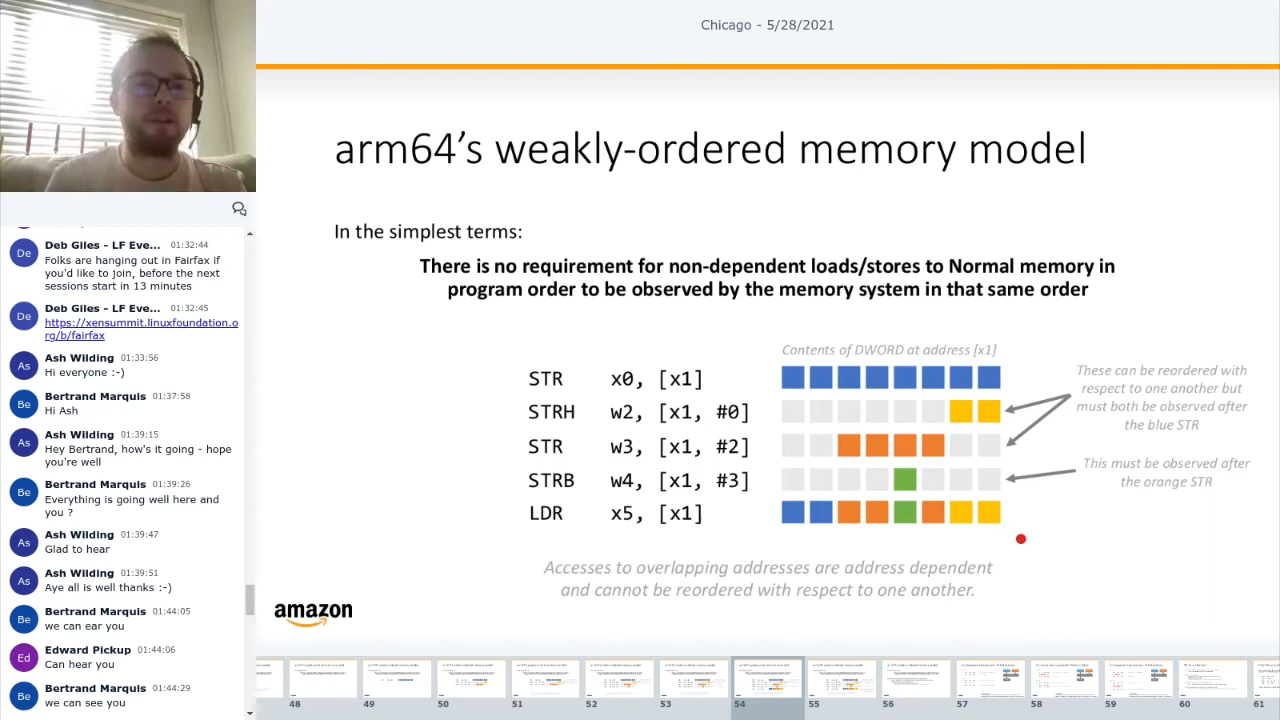 Chicago - 5/28/2021
De
Deb Giles - LF Eve... 01:32:44
Folks are hanging out in Fairfax if
you'd like to join, before the next
sessions start in 13 minutes
De
Deb Giles - LF Eve... 01:32:45
https://xensummit.linuxfoundation.o
rg/b/fairfax
As
Ash Wilding 01:33:56
Hi everyone :-)
Be
Bertrand Marquis 01:37:58
Hi Ash
As
Ash Wilding 01:39:15
Hey Bertrand, how's it going - hope
you're well
Be
Bertrand Marquis 01:39:26
Everything is going well here and
you ?
As
Ash Wilding 01:39:47
Glad to hear
As
Ash Wilding 01:39:51
Aye all is well thanks :-)
Be
Bertrand Marquis 01:44:05
we can ear you
Ed
Edward Pickup 01:44:06
Can hear you
Be
Bertrand Marquis 01:44:29
we can see you
arm64's weakly-ordered memory model
In the simplest terms:
There is no requirement for non-dependent loads/stores to Normal memory in
program order to be observed by the memory system in that same order
Contents of DWORD at address [x1]
STR x0, [x1]
STRH w2, [x1, #0]
STR w3, [x1, #2]
STRB w4, [x1, #3]
LDR x5, [x1]
These can be reordered with
respect to one another but
must both be observed after
the blue STR
This must be observed after
the orange STR
Accesses to overlapping addresses are address dependent
and cannot be reordered with respect to one another.
amazon
48 49 50 51 52 53 54 55 56 57 58 59 60 61